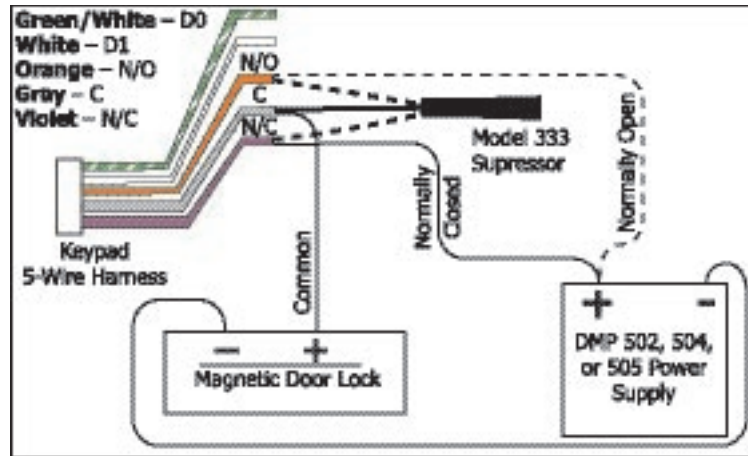 Green/White – D0
White – D1
Orange – N/O
Gray – C
Violet – N/C
N/O
C
N/C
Model 333
Supressor
Normally Open
Normally
Closed
Common
Keypad
5-Wire Harness
– +
Magnetic Door Lock
+ -
DMP 502, 504,
or 505 Power
Supply